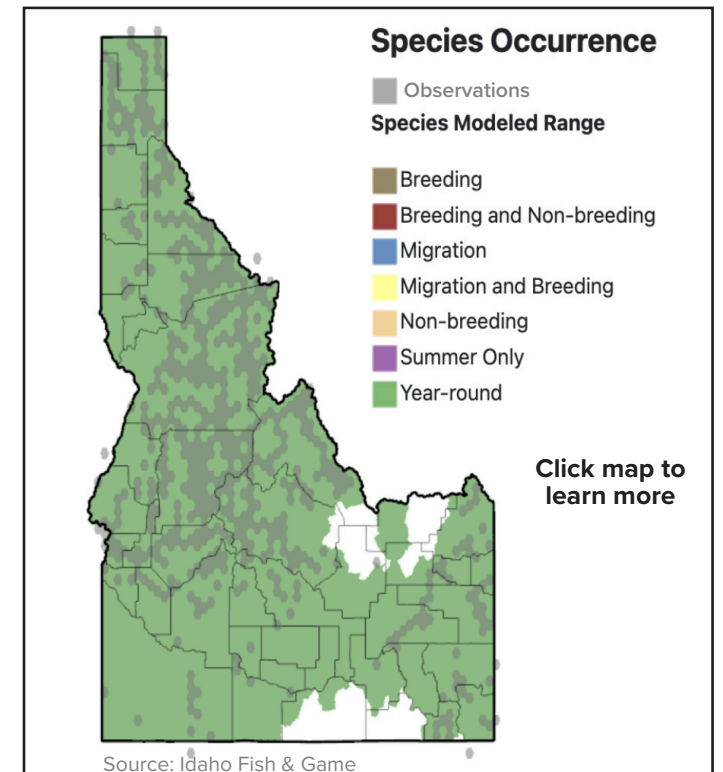 Species Occurrence
Observations
Species Modeled Range
Breeding
Breeding and Non-breeding
Migration
Migration and Breeding
Non-breeding
Summer Only
Year-round
Click map to
learn more
Source: Idaho Fish & Game